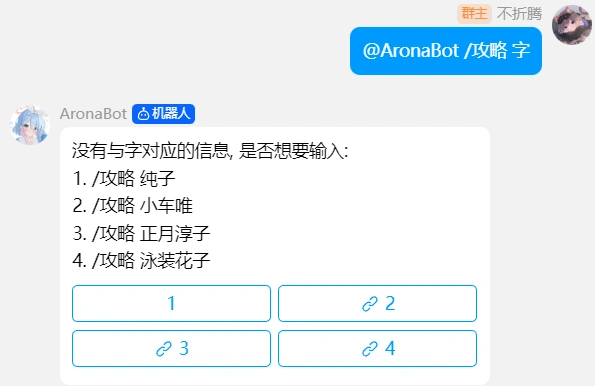 群主 不折腾
@AronaBot /攻略 字
AronaBot 机器人
没有与字对应的信息, 是否想要输入:
1. /攻略 纯子
2. /攻略 小车唯
3. /攻略 正月淳子
4. /攻略 泳装花子
1 2
3 4